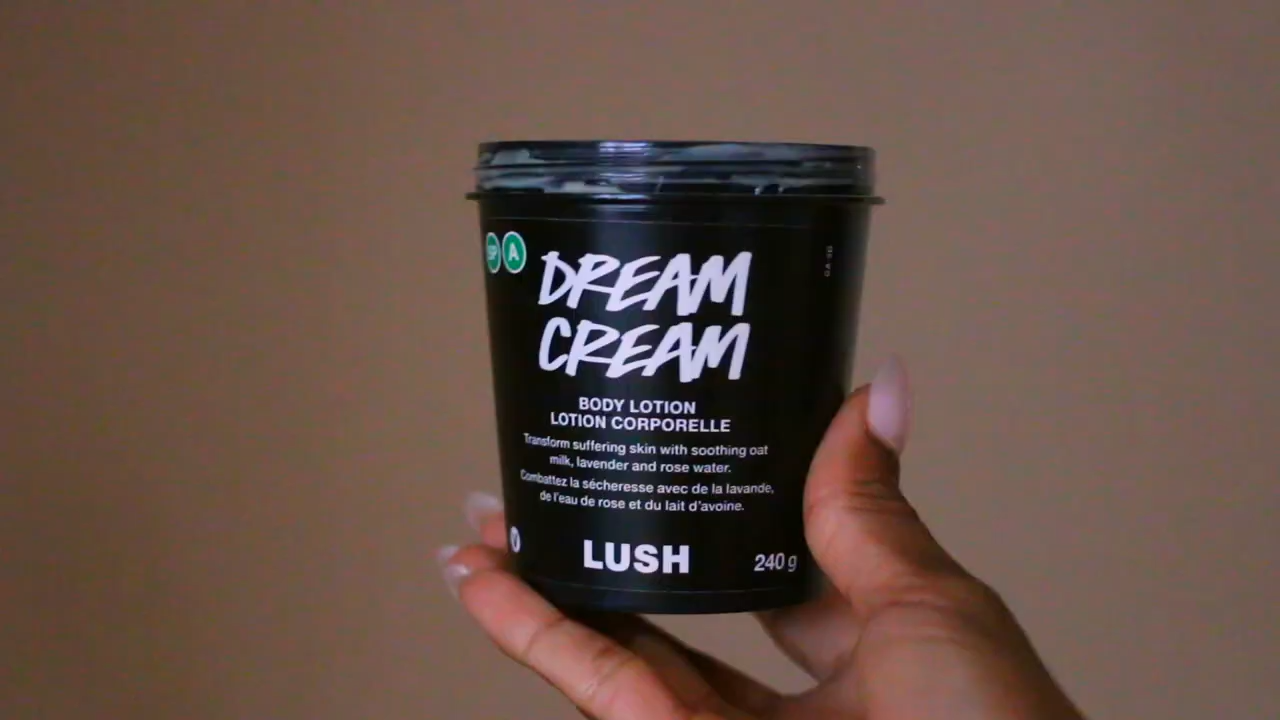 SP A
DREAM
CREAM
BODY LOTION
LOTION CORPORELLE
Transform suffering skin with soothing oat
milk, lavender and rose water.
Combattez la sécheresse avec de la lavande,
de l'eau de rose et du lait d'avoine.
V
LUSH
240 g